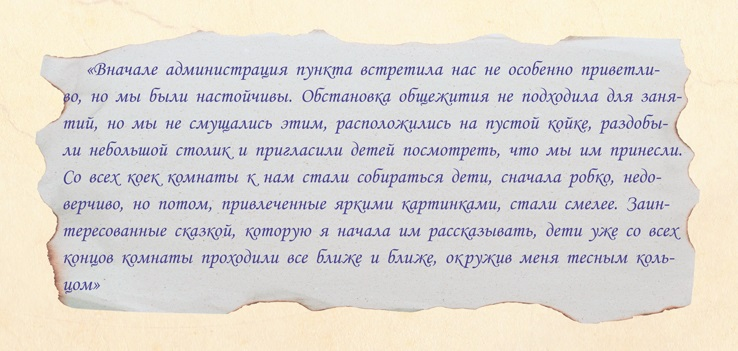 «Вначале администрация пункта встретила нас не особенно приветли-
во, но мы были настойчивы. Обстановка общежития не подходила для заня-
тий, но мы не смущались этим, расположились на пустой койке, раздобы-
ли небольшой столик и пригласили детей посмотреть, что мы им принесли.
Со всех коек комнаты к нам стали собираться дети, сначала робко, недо-
верчиво, но потом, привлеченные яркими картинками, стали смелее. Заин-
тересованные сказкой, которую я начала им рассказывать, дети уже со всех
концов комнаты проходили все ближе и ближе, окружив меня тесным коль-
цом»